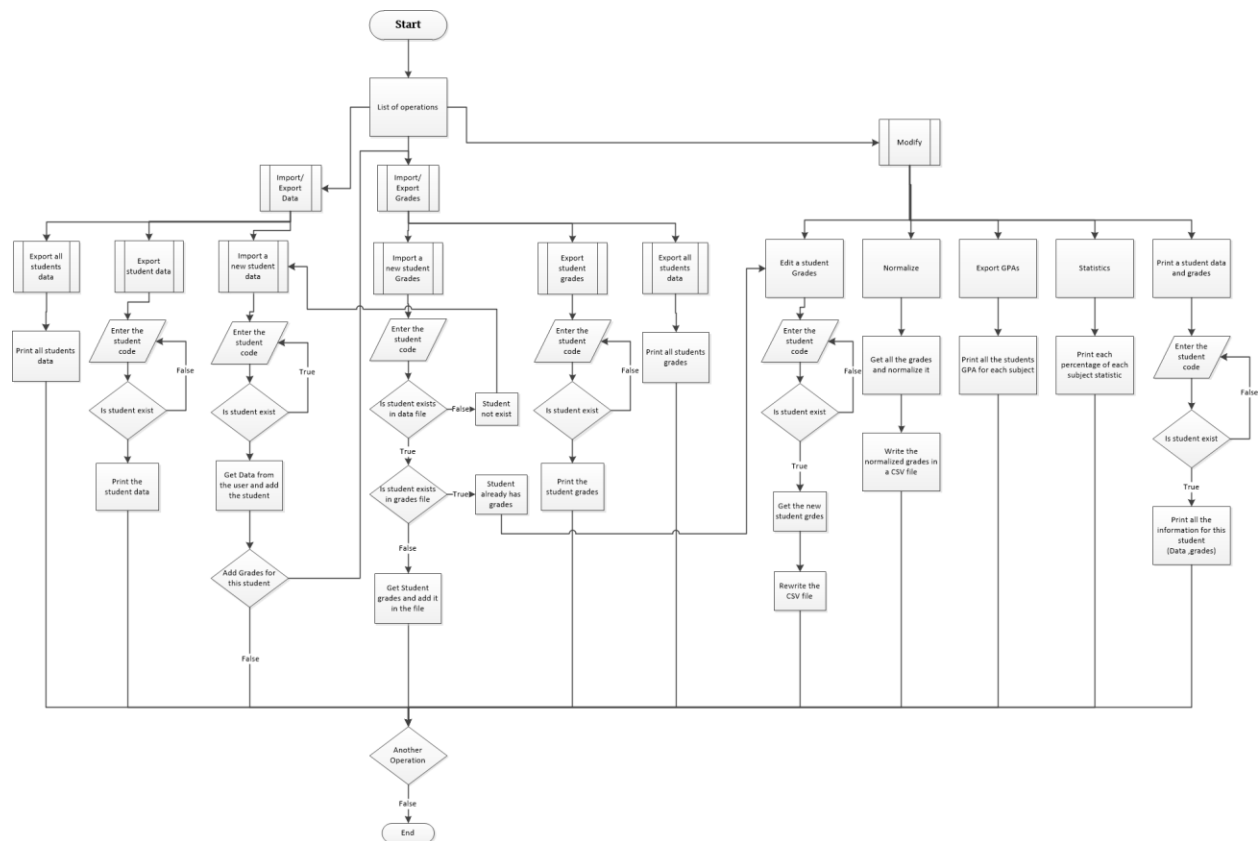 Start
List of operations
Modify
Import/
Export
Data
Import/
Export
Grades
Export all
students
data
Export
student data
Import a
new student
data
Import a
new student
Grades
Export
student
grades
Export all
students
data
Edit a student
Grades
Normalize
Export GPAs
Statistics
Print a student data
and grades
Print all students
data
Enter the
student
code
False
Is student exist
Print the
student data
Enter the
student
code
True
Is student exist
Get Data from
the user and add
the student
Add Grades for
this student
False
Enter the
student
code
Is student exists
in data file
False
Student
not exist
True
Is student exists
in grades file
True
Student
already has
grades
False
Get Student
grades and add it
in the file
Enter the
student
code
False
Is student exist
Print the
student grades
Print all students
grades
Enter the
student
code
False
Is student exist
True
Get the new
student grdes
Rewrite the
CSV file
Get all the grades
and normalize it
Write the
normalized grades in
a CSV file
Print all the students
GPA for each subject
Print each
percentage of each
subject statistic
Enter the
student
code
False
Is student exist
True
Print all the
information for this
student
(Data ,grades)
Another
Operation
False
End